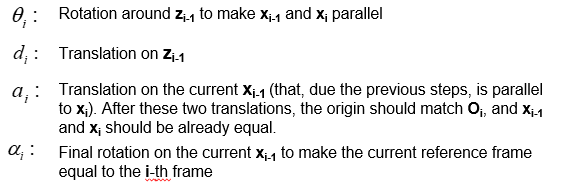 θi : Rotation around zi-1 to make xi-1 and xi parallel
di : Translation on zi-1
ai : Translation on the current xi-1 (that, due the previous steps, is parallel
to xi). After these two translations, the origin should match Oi, and xi-1
and xi should be already equal.
αi : Final rotation on the current xi-1 to make the current reference frame
equal to the i-th frame